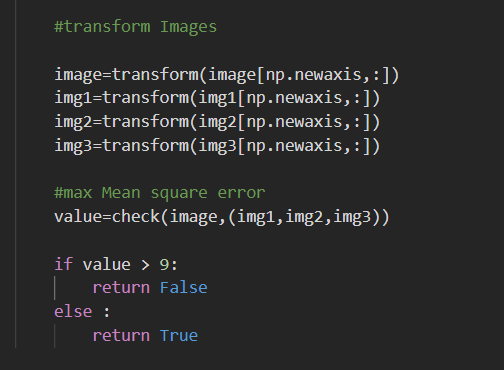 #transform Images
image=transform(image[np.newaxis,:])
img1=transform(img1[np.newaxis,:])
img2=transform(img2[np.newaxis,:])
img3=transform(img3[np.newaxis,:])
#max Mean square error
value=check(image,(img1,img2,img3))
if value > 9:
    return False
else :
    return True